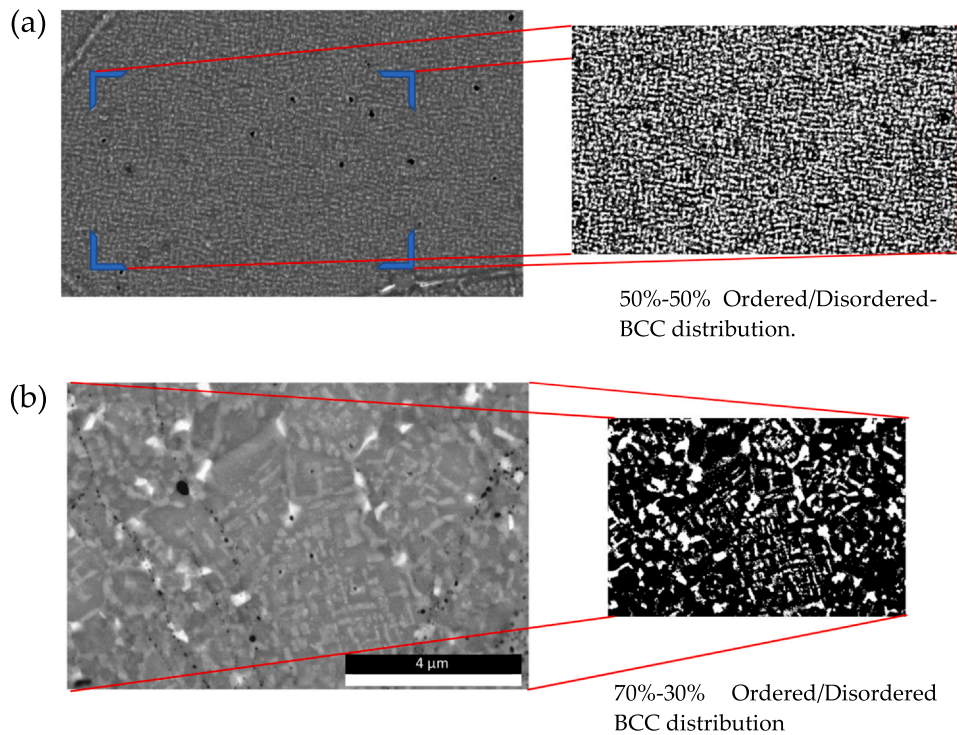 (a)
50%-50% Ordered/Disordered-
BCC distribution.
(b)
4 µm
70%-30% Ordered/Disordered
BCC distribution